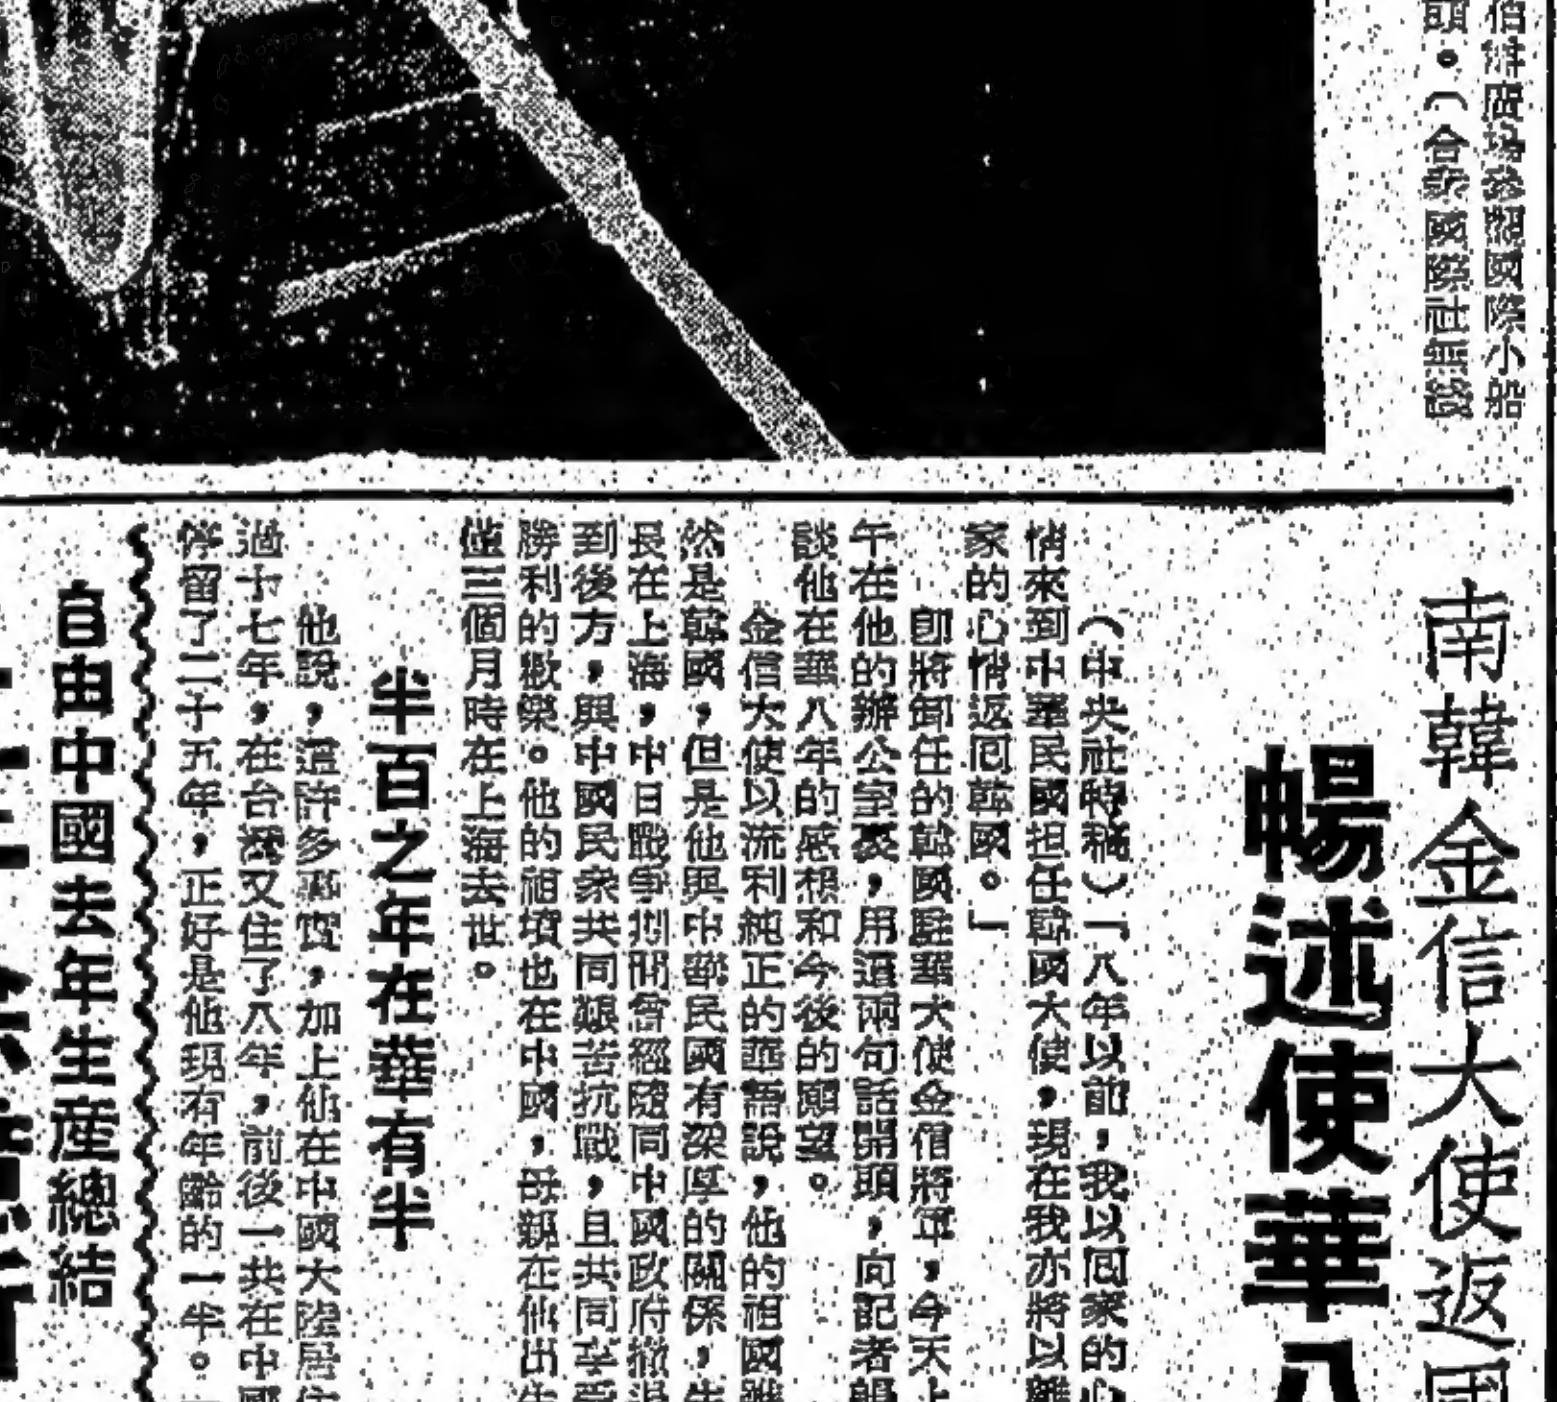 廣場參觀國際小船
頭。（合衆國際社無線
南韓金信大使返國
暢述使華八
（中央社特稿）「八年以前，我以回家的心
情來到中華民國担任韓國大使，現在我亦將以離
家的心情返回韓國。」
即將卸任的韓國駐華大使金信將軍，今天上
午在他的辦公室裏，用這兩句話開頭，向記者暢
談他在華八年的感想和今後的願望。
金信大使以流利純正的華語說，他的祖國雖
然是韓國，但是他與中華民國有深厚的關係，生
長在上海，中日戰爭期間曾經隨同中國政府撤退
到後方，與中國民衆共同艱苦抗戰，且共同享受
勝利的歡樂。他的祖墳也在中國，母親在他出生
僅三個月時在上海去世。
半百之年在華有半
他說，這許多事實，加上他在中國大陸居住
過十七年，在台灣又住了八年，前後一共在中國
停留了二十五年，正好是他現有年齡的一半。
自由中國去年生産總結